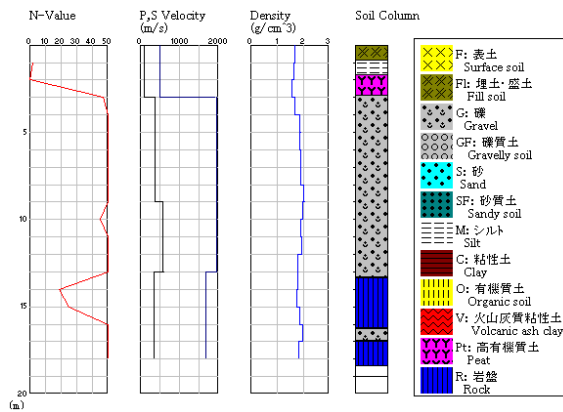 N-Value
P,S Velocity
(m/s)
Density
(g/cm^3)
Soil Column
0 50
0 1000 2000
0 1 2 3
5
10
15
20
(m)
F: 表土
Surface soil
Fl: 埋土・盛土
Fill soil
G: 礫
Gravel
GF: 礫質土
Gravelly soil
S: 砂
Sand
SF: 砂質土
Sandy soil
M: シルト
Silt
C: 粘性土
Clay
O: 有機質土
Organic soil
V: 火山灰質粘性土
Volcanic ash clay
Pt: 高有機質土
Peat
R: 岩盤
Rock